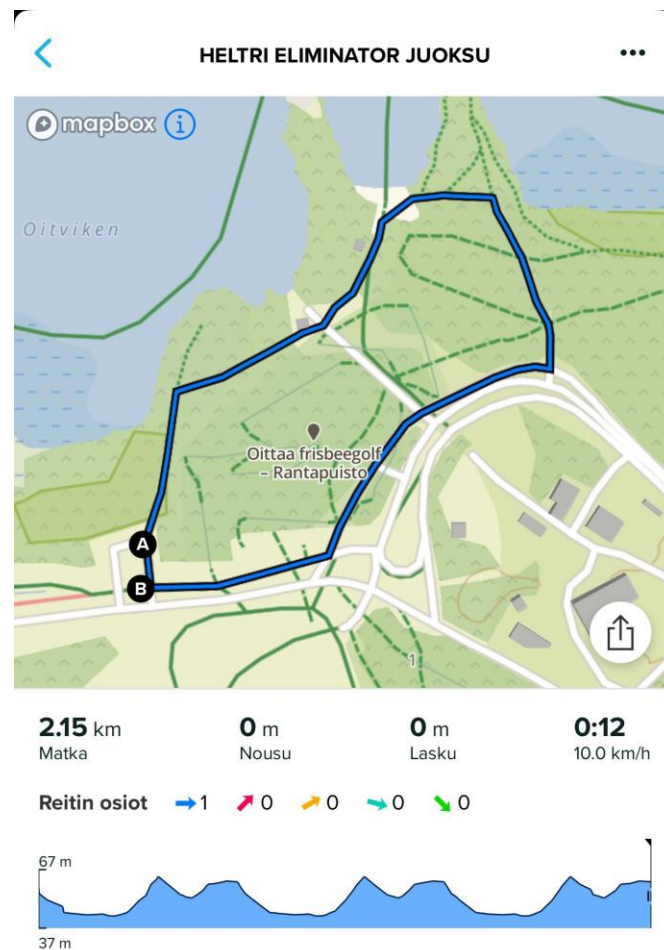 HELTRI ELIMINATOR JUOKSU
mapbox
Oitviken
Oittaa frisbeegolf
– Rantapuisto
A
B
1
2.15 km
Matka
0 m
Nousu
0 m
Lasku
0:12
10.0 km/h
Reitin osiot 1 0 0 0 0
67 m
37 m